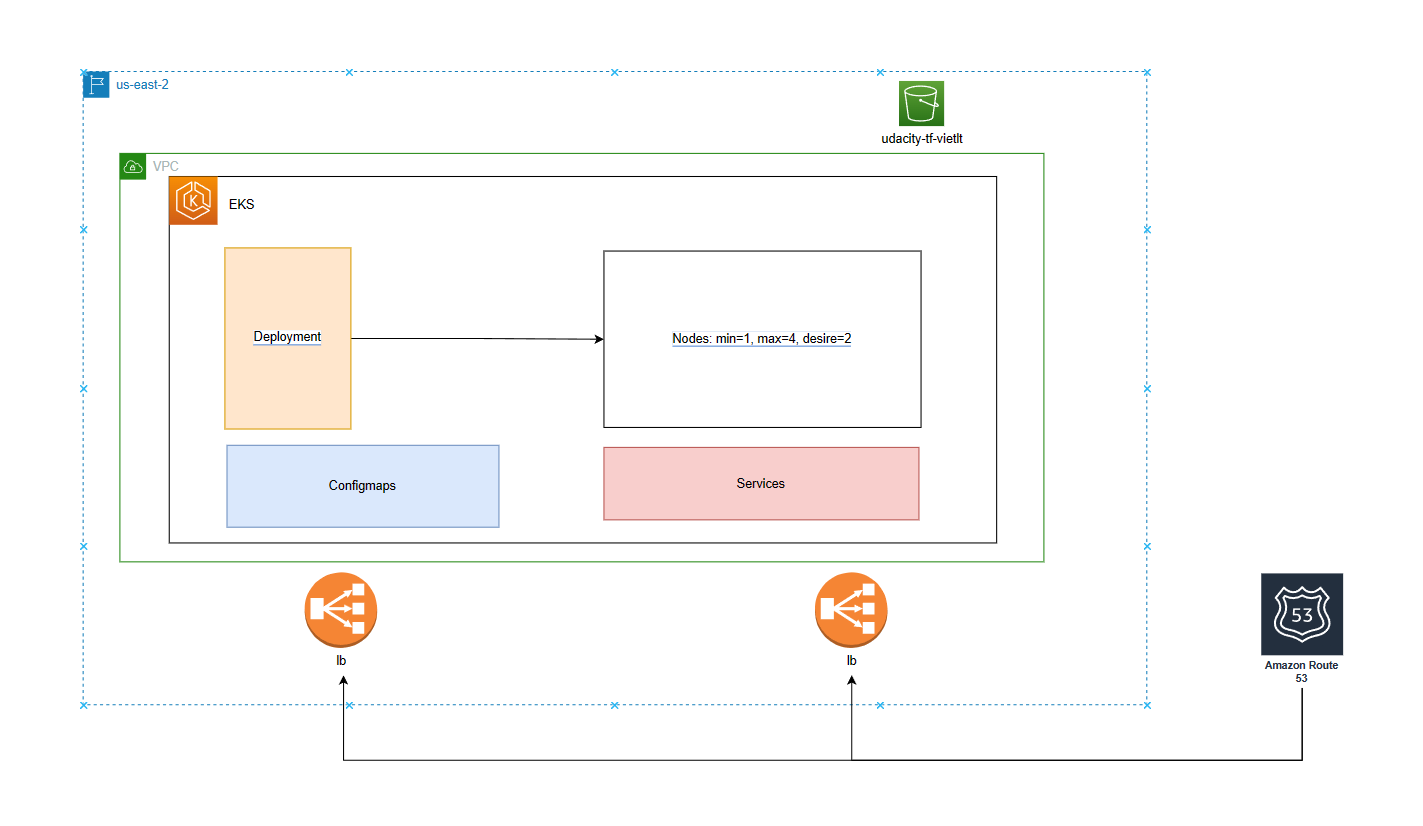 us-east-2
udacity-tf-vietlt
VPC
K
EKS
Deployment
Nodes: min=1, max=4, desire=2
Configmaps
Services
lb
lb
53
Amazon Route
53